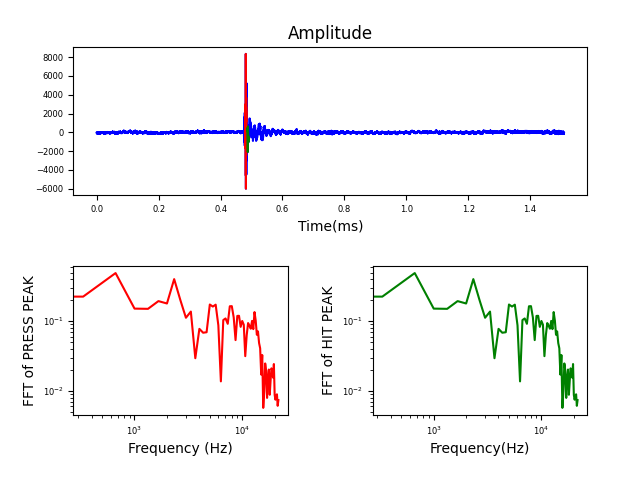 Amplitude
8000
6000
4000
2000
0
−2000
−4000
−6000
0.0 0.2 0.4 0.6 0.8 1.0 1.2 1.4
Time(ms)
FFT of PRESS PEAK
10⁻¹
10⁻²
10³ 10⁴
Frequency (Hz)
FFT of HIT PEAK
10⁻¹
10⁻²
10³ 10⁴
Frequency(Hz)